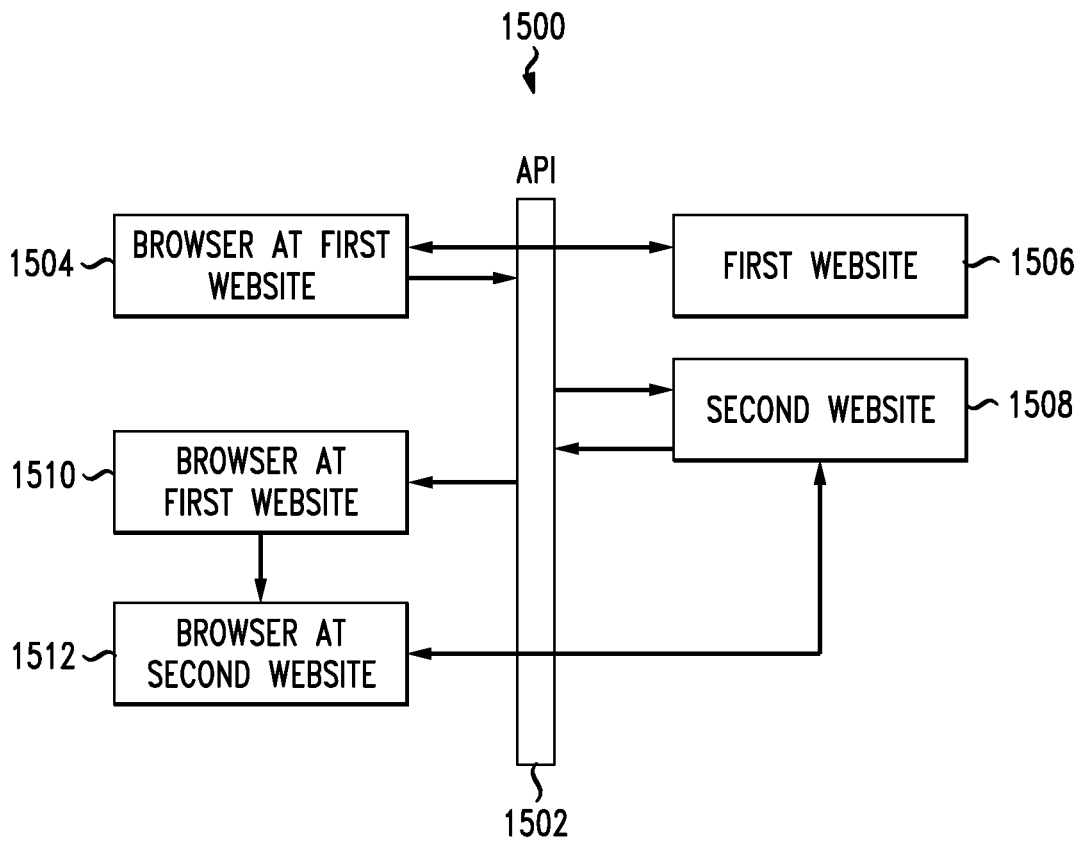 1500
API
1504
BROWSER AT FIRST
WEBSITE
FIRST WEBSITE
1506
SECOND WEBSITE
1508
1510
BROWSER AT
FIRST WEBSITE
1512
BROWSER AT
SECOND WEBSITE
1502